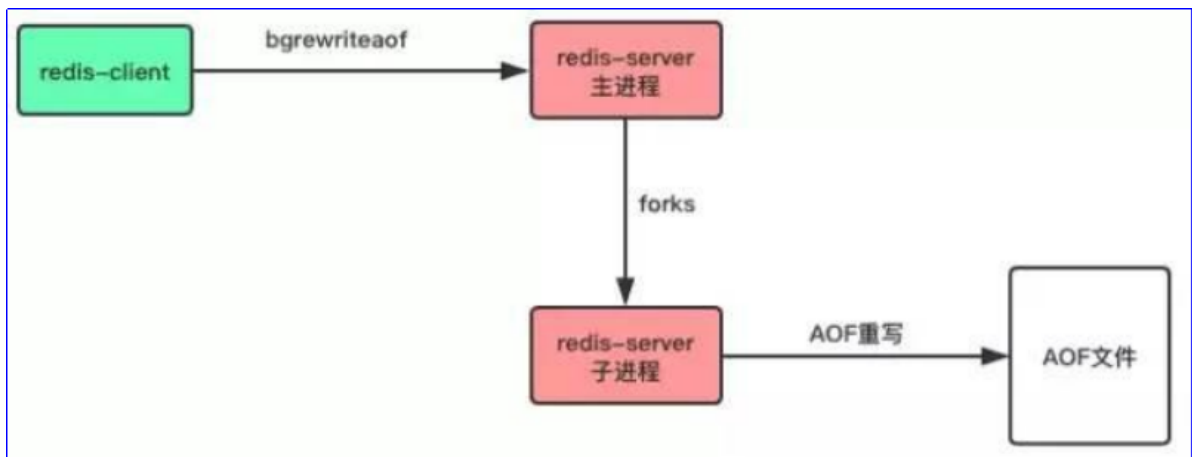 bgrewriteaof
redis-client
redis-server
主进程
forks
redis-server
子进程
AOF重写
AOF文件